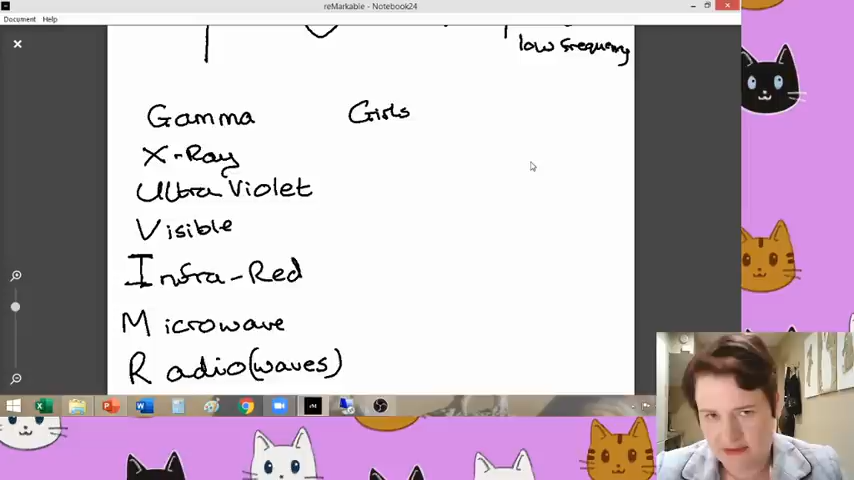 reMarkable - Notebook24
Document Help
low frequency
Gamma Girls
X-Ray
Ultra Violet
Visible
Infra-Red
Microwave
Radio(waves)